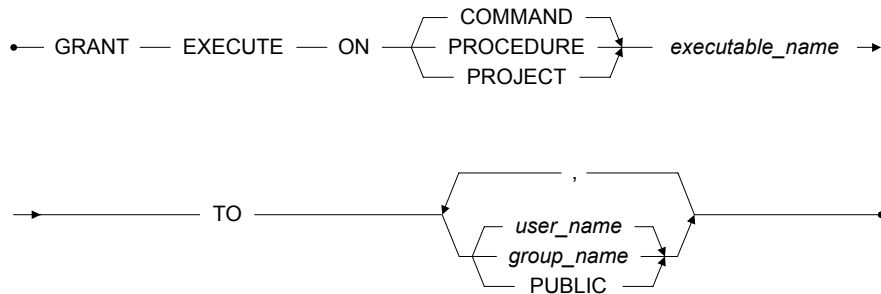 COMMAND
GRANT EXECUTE ON PROCEDURE executable_name
PROJECT
,
TO
user_name
group_name
PUBLIC